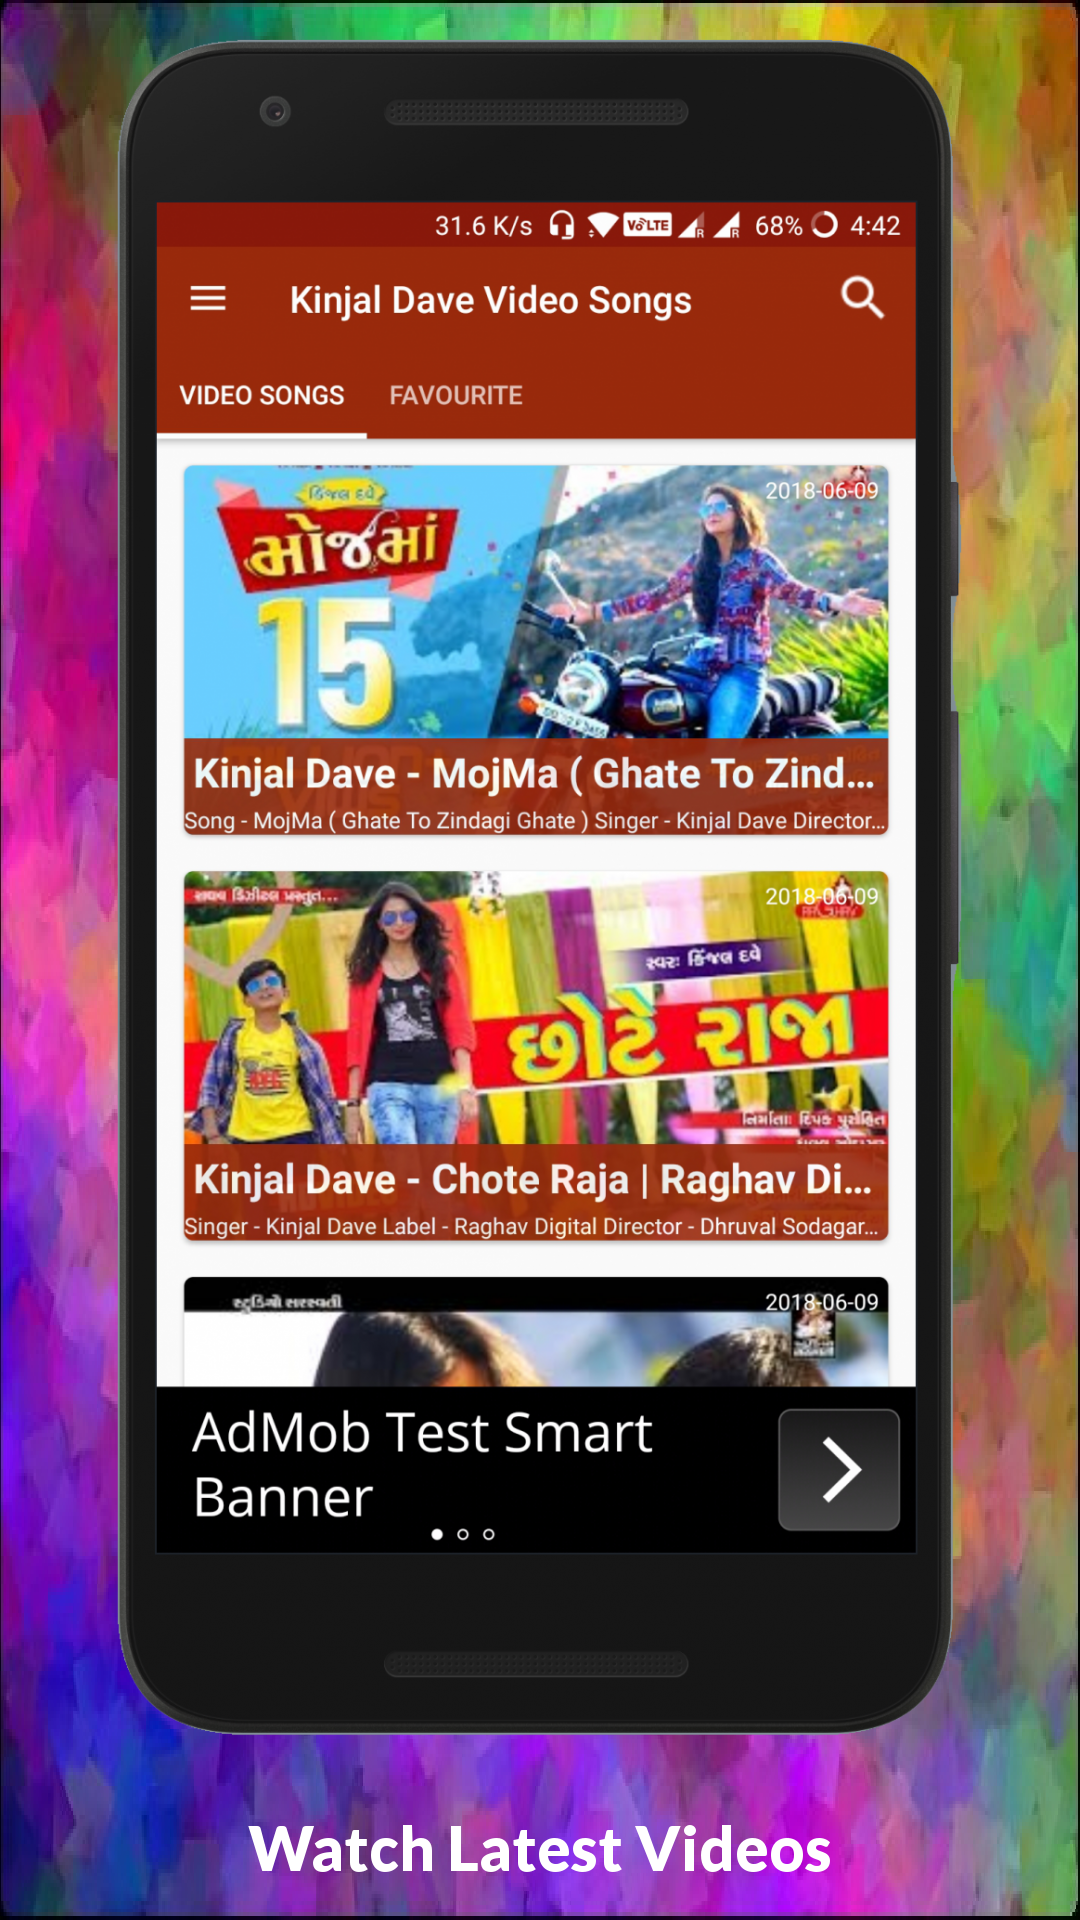 31.6 K/s VoLTE R R 68% 4:42
Kinjal Dave Video Songs
VIDEO SONGS FAVOURITE
2018-06-09
કિંજલ દવે
મોજમાં
15
Kinjal Dave - MojMa ( Ghate To Zind...
Song - MojMa ( Ghate To Zindagi Ghate ) Singer - Kinjal Dave Director...
રાઘવ ડિઝીટલ પ્રસ્તુત...
2018-06-09
સ્વરઃ કિંજલ દવે
છોટે રાજા
નિર્માતાઃ દિપક પુરોહિત
Kinjal Dave - Chote Raja | Raghav Di...
Singer - Kinjal Dave Label - Raghav Digital Director - Dhruval Sodagar...
સ્ટુડિયો સરસ્વતી
2018-06-09
AdMob Test Smart
Banner
Watch Latest Videos